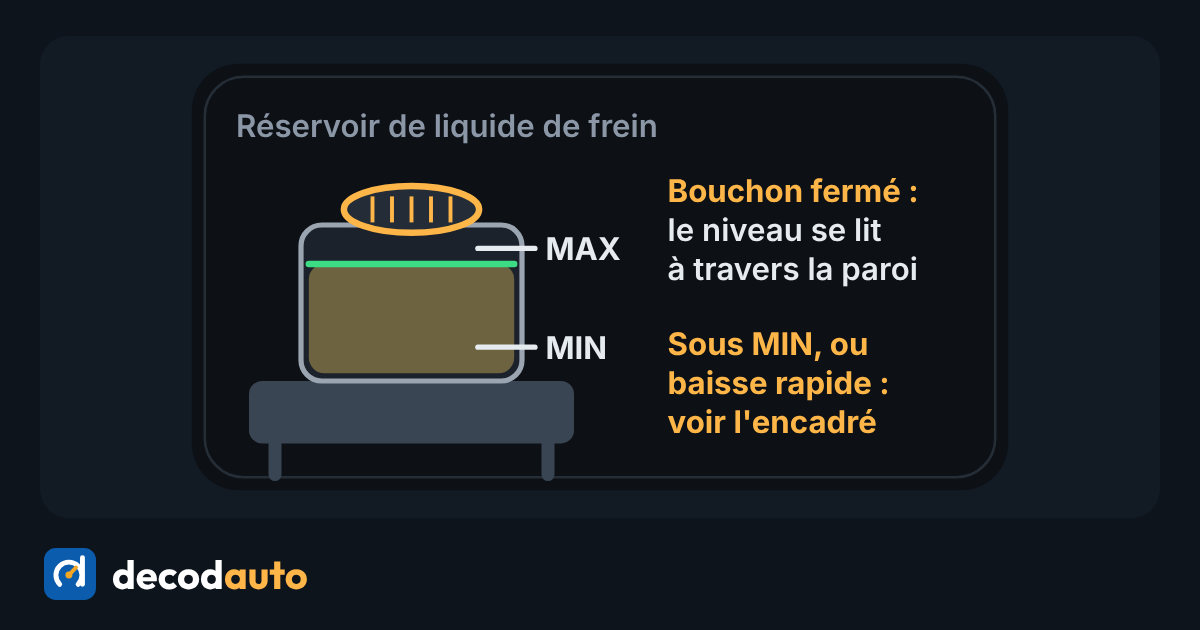 Réservoir de liquide de frein
MAX
MIN
Bouchon fermé :
le niveau se lit
à travers la paroi
Sous MIN, ou
baisse rapide :
voir l'encadré
decodauto